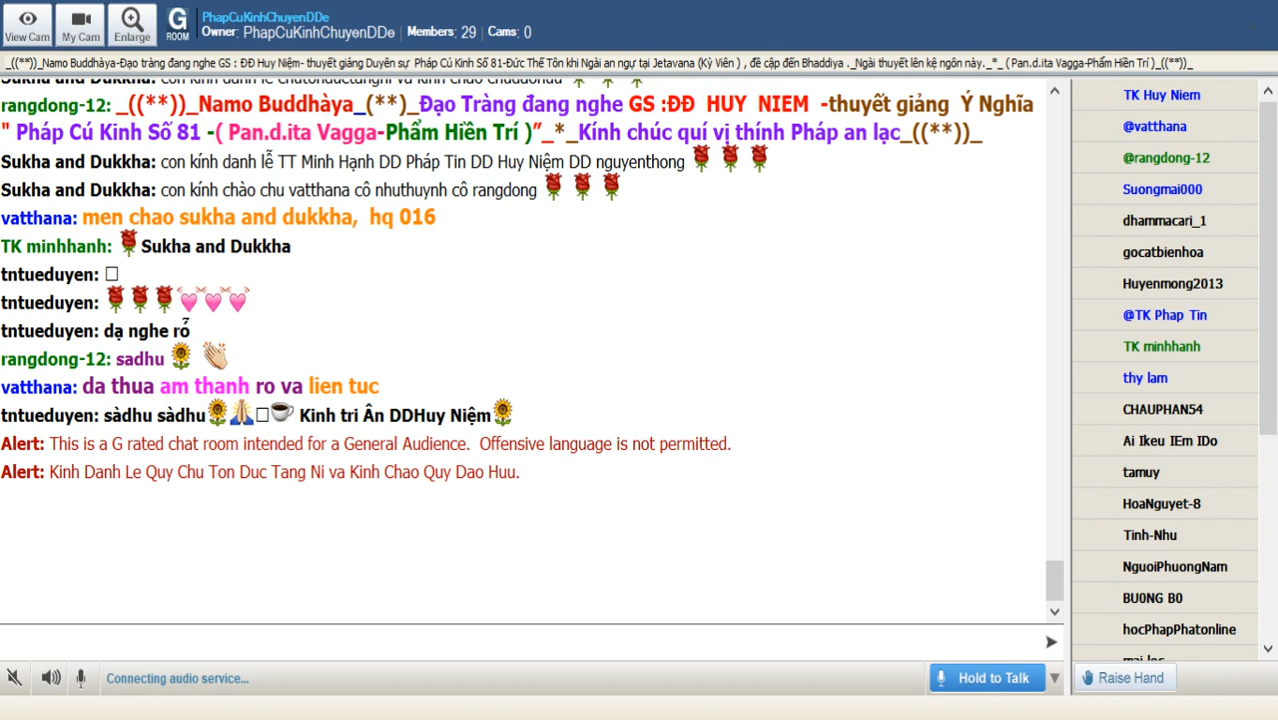 View Cam
My Cam
Enlarge
G
ROOM
PhapCuKinhChuyenDDe
Owner: PhapCuKinhChuyenDDe Members: 29 Cams: 0
_((**))_Namo Buddhàya-Đạo tràng đang nghe GS : ĐĐ Huy Niệm- thuyết giảng Duyên sự Pháp Cú Kinh Số 81-Đức Thế Tôn khi Ngài an ngự tại Jetavana (Kỳ Viên ) , đề cập đến Bhaddiya ._Ngài thuyết lên kệ ngôn này._*_ ( Pan.d.ita Vagga-Phẩm Hiền Trí )_((**))_
rangdong-12: _((**))_Namo Buddhàya_(**)_Đạo Tràng đang nghe GS :ĐĐ HUY NIEM -thuyết giảng Ý Nghĩa
" Pháp Cú Kinh Số 81 -( Pan.d.ita Vagga-Phẩm Hiền Trí )”_*_Kính chúc quí vị thính Pháp an lạc_((**))_
Sukha and Dukkha: con kính danh lễ TT Minh Hạnh DD Pháp Tin DD Huy Niệm DD nguyenthong
Sukha and Dukkha: con kính chào chu vatthana cô nhuthuynh cô rangdong
vatthana: men chao sukha and dukkha, hq 016
TK minhhanh: Sukha and Dukkha
tntueduyen:
tntueduyen:
tntueduyen: dạ nghe rỏ
rangdong-12: sadhu
vatthana: da thua am thanh ro va lien tuc
tntueduyen: sàdhu sàdhu Kinh tri Ân DDHuy Niệm
Alert: This is a G rated chat room intended for a General Audience. Offensive language is not permitted.
Alert: Kinh Danh Le Quy Chu Ton Duc Tang Ni va Kinh Chao Quy Dao Huu.
Connecting audio service...
Hold to Talk
TK Huy Niem
@vatthana
@rangdong-12
Suongmai000
dhammacari_1
gocatbienhoa
Huyenmong2013
@TK Phap Tin
TK minhhanh
thy lam
CHAUPHAN54
Ai Ikeu IEm IDo
tamuy
HoaNguyet-8
Tinh-Nhu
NguoiPhuongNam
BU0NG B0
hocPhapPhatonline
Raise Hand